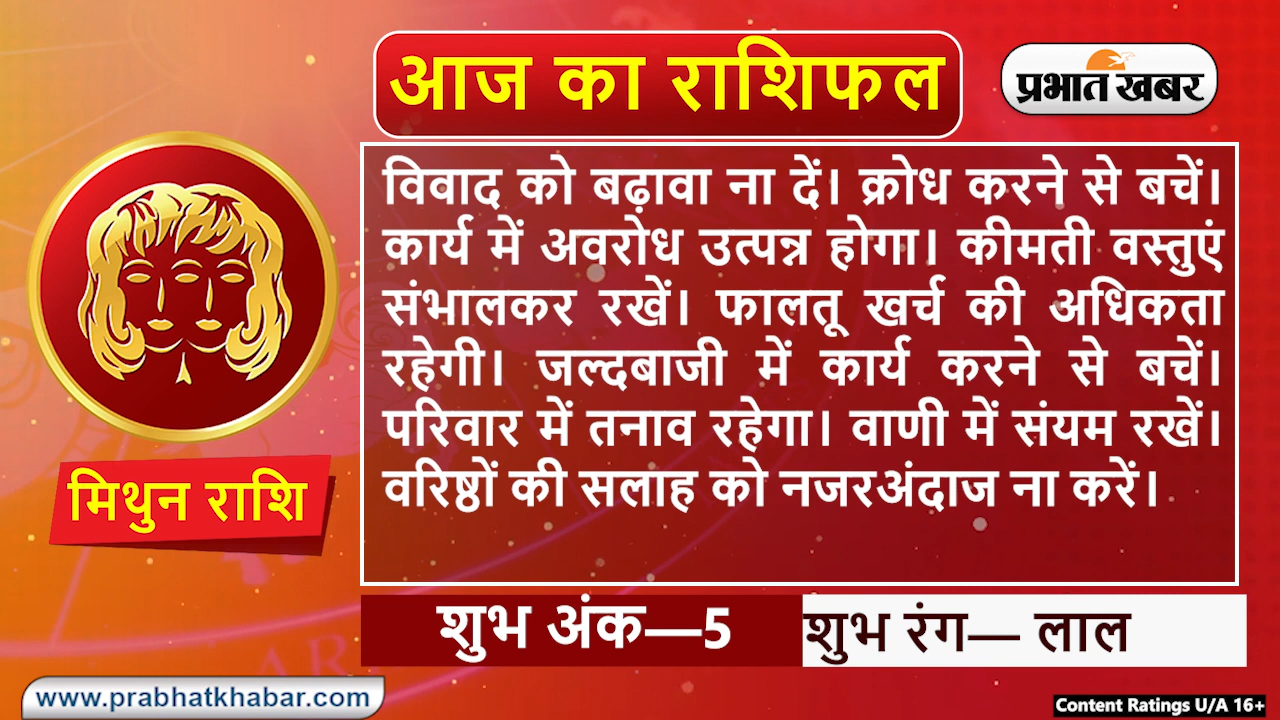 आज का राशिफल
प्रभात खबर
विवाद को बढ़ावा ना दें। क्रोध करने से बचें।
कार्य में अवरोध उत्पन्न होगा। कीमती वस्तुएं
संभालकर रखें। फालतू खर्च की अधिकता
रहेगी। जल्दबाजी में कार्य करने से बचें।
परिवार में तनाव रहेगा। वाणी में संयम रखें।
वरिष्ठों की सलाह को नजरअंदाज ना करें।
मिथुन राशि
शुभ अंक—5
शुभ रंग— लाल
www.prabhatkhabar.com
Content Ratings U/A 16+